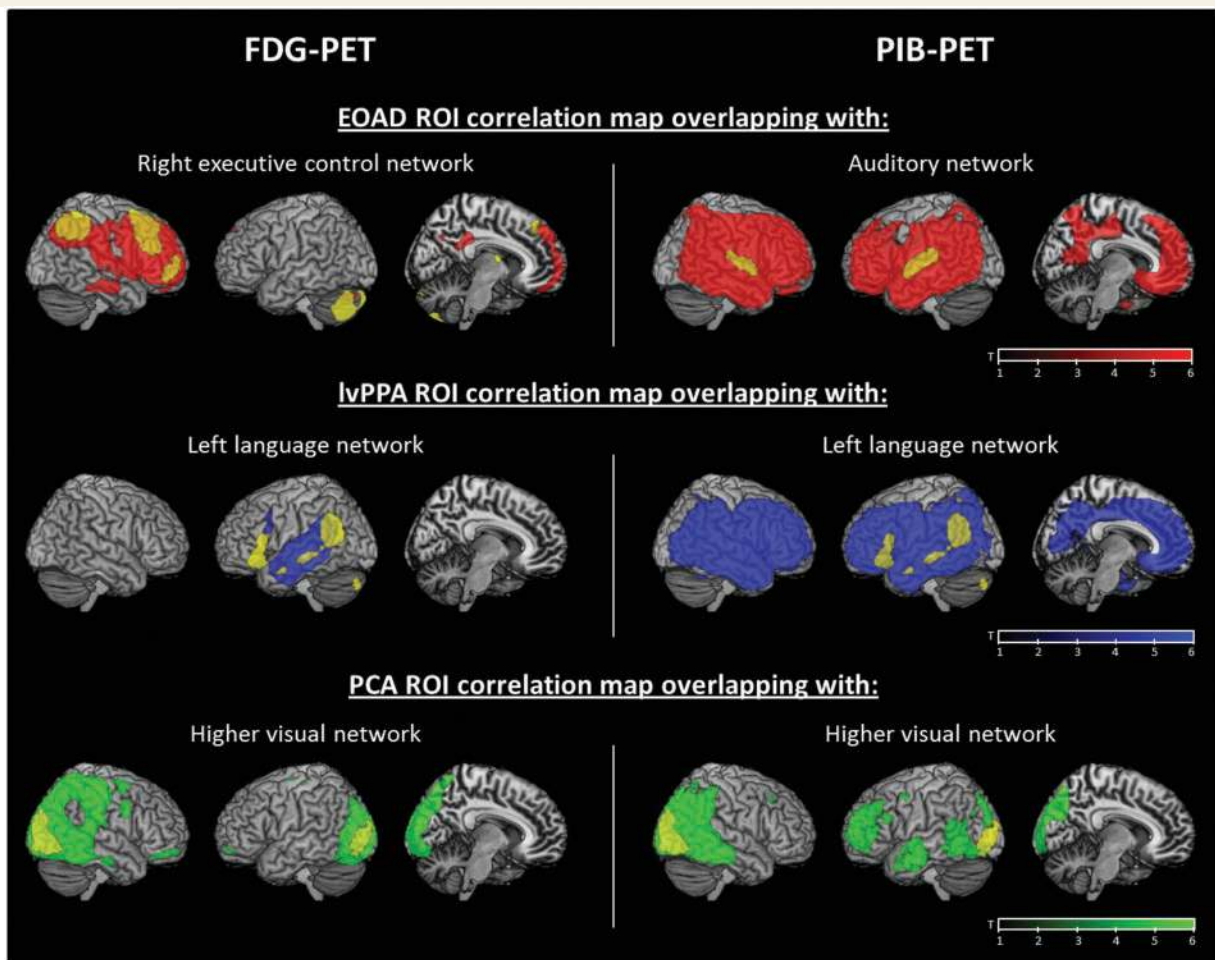 FDG-PET
PIB-PET
EOAD ROI correlation map overlapping with:
Right executive control network
Auditory network
T
1 2 3 4 5 6
lvPPA ROI correlation map overlapping with:
Left language network
Left language network
T
1 2 3 4 5 6
PCA ROI correlation map overlapping with:
Higher visual network
Higher visual network
T
1 2 3 4 5 6